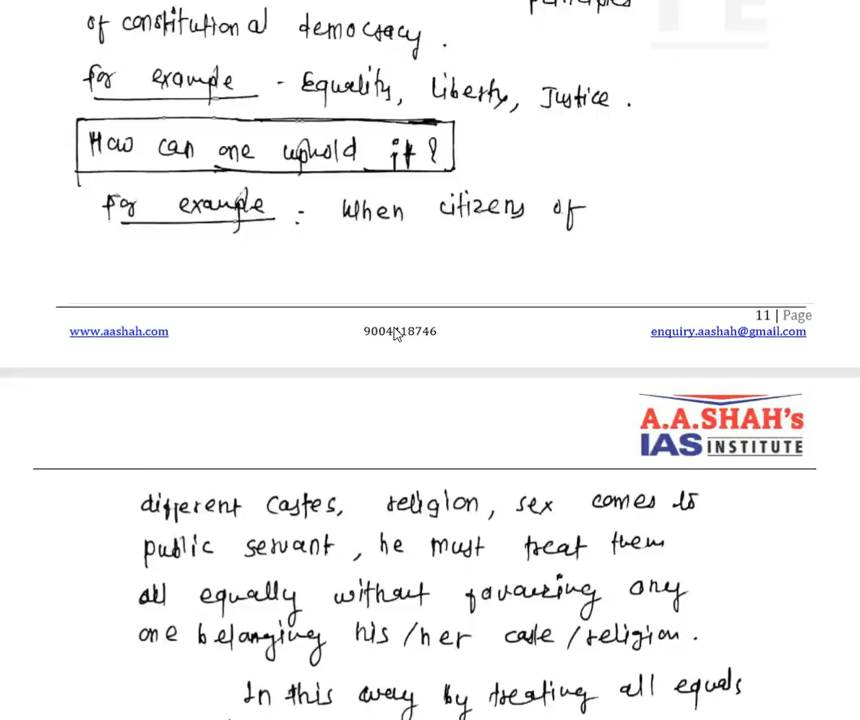 principles
of constitutional democracy.
for example - Equality, Liberty, Justice.
How can one uphold it?
for example : When citizens of
11 | Page
www.aashah.com 9004418746 enquiry.aashah@gmail.com
A.A.SHAH's
IAS INSTITUTE
different castes, religion, sex comes to
public servant, he must treat them
all equally without favouring any
one belonging his/her caste/religion.
In this way by treating all equals